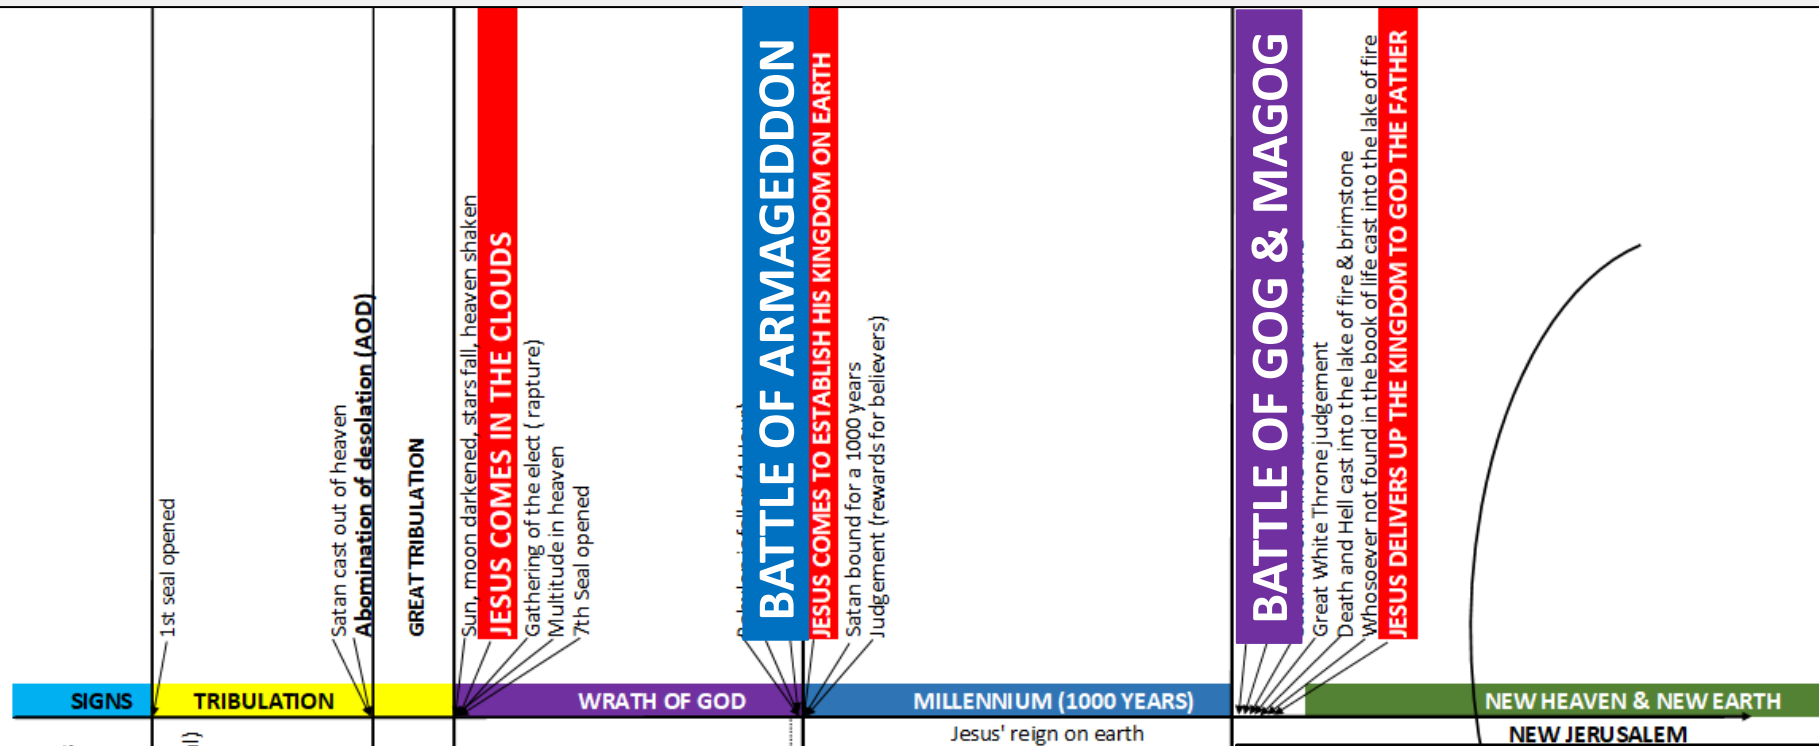 1st seal opened
Satan cast out of heaven
Abomination of desolation (AOD)
GREAT TRIBULATION
Sun, moon darkened, stars fall, heaven shaken
JESUS COMES IN THE CLOUDS
Gathering of the elect ( rapture)
Multitude in heaven
7th Seal opened
BATTLE OF ARMAGEDDON
JESUS COMES TO ESTABLISH HIS KINGDOM ON EARTH
Satan bound for a 1000 years
Judgement (rewards for believers)
BATTLE OF GOG & MAGOG
Great White Throne judgement
Death and Hell cast into the lake of fire & brimstone
Whosoever not found in the book of life cast into the lake of fire
JESUS DELIVERS UP THE KINGDOM TO GOD THE FATHER
SIGNS
TRIBULATION
WRATH OF GOD
MILLENNIUM (1000 YEARS)
NEW HEAVEN & NEW EARTH
Jesus' reign on earth
NEW JERUSALEM